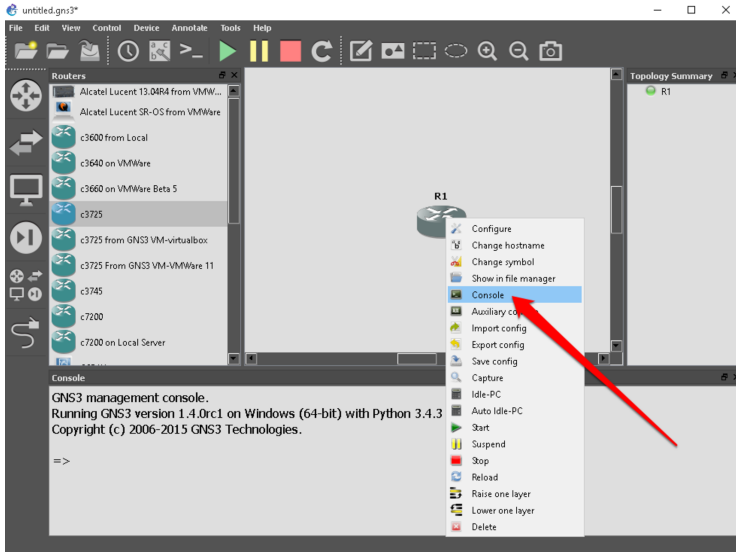 untitled.gns3*
File Edit View Control Device Annotate Tools Help
Routers
Alcatel Lucent 13.04R4 from VMW...
Alcatel Lucent SR-OS from VMWare
c3600 from Local
c3640 on VMWare
c3660 on VMWare Beta 5
c3725
c3725 from GNS3 VM-virtualbox
c3725 From GNS3 VM-VMWare 11
c3745
c7200
c7200 on Local Server
R1
Configure
Change hostname
Change symbol
Show in file manager
Console
Auxiliary
Import config
Export config
Save config
Capture
Idle-PC
Auto Idle-PC
Start
Suspend
Stop
Reload
Raise one layer
Lower one layer
Delete
Topology Summary
R1
Console
GNS3 management console.
Running GNS3 version 1.4.0rc1 on Windows (64-bit) with Python 3.4.3
Copyright (c) 2006-2015 GNS3 Technologies.
=>